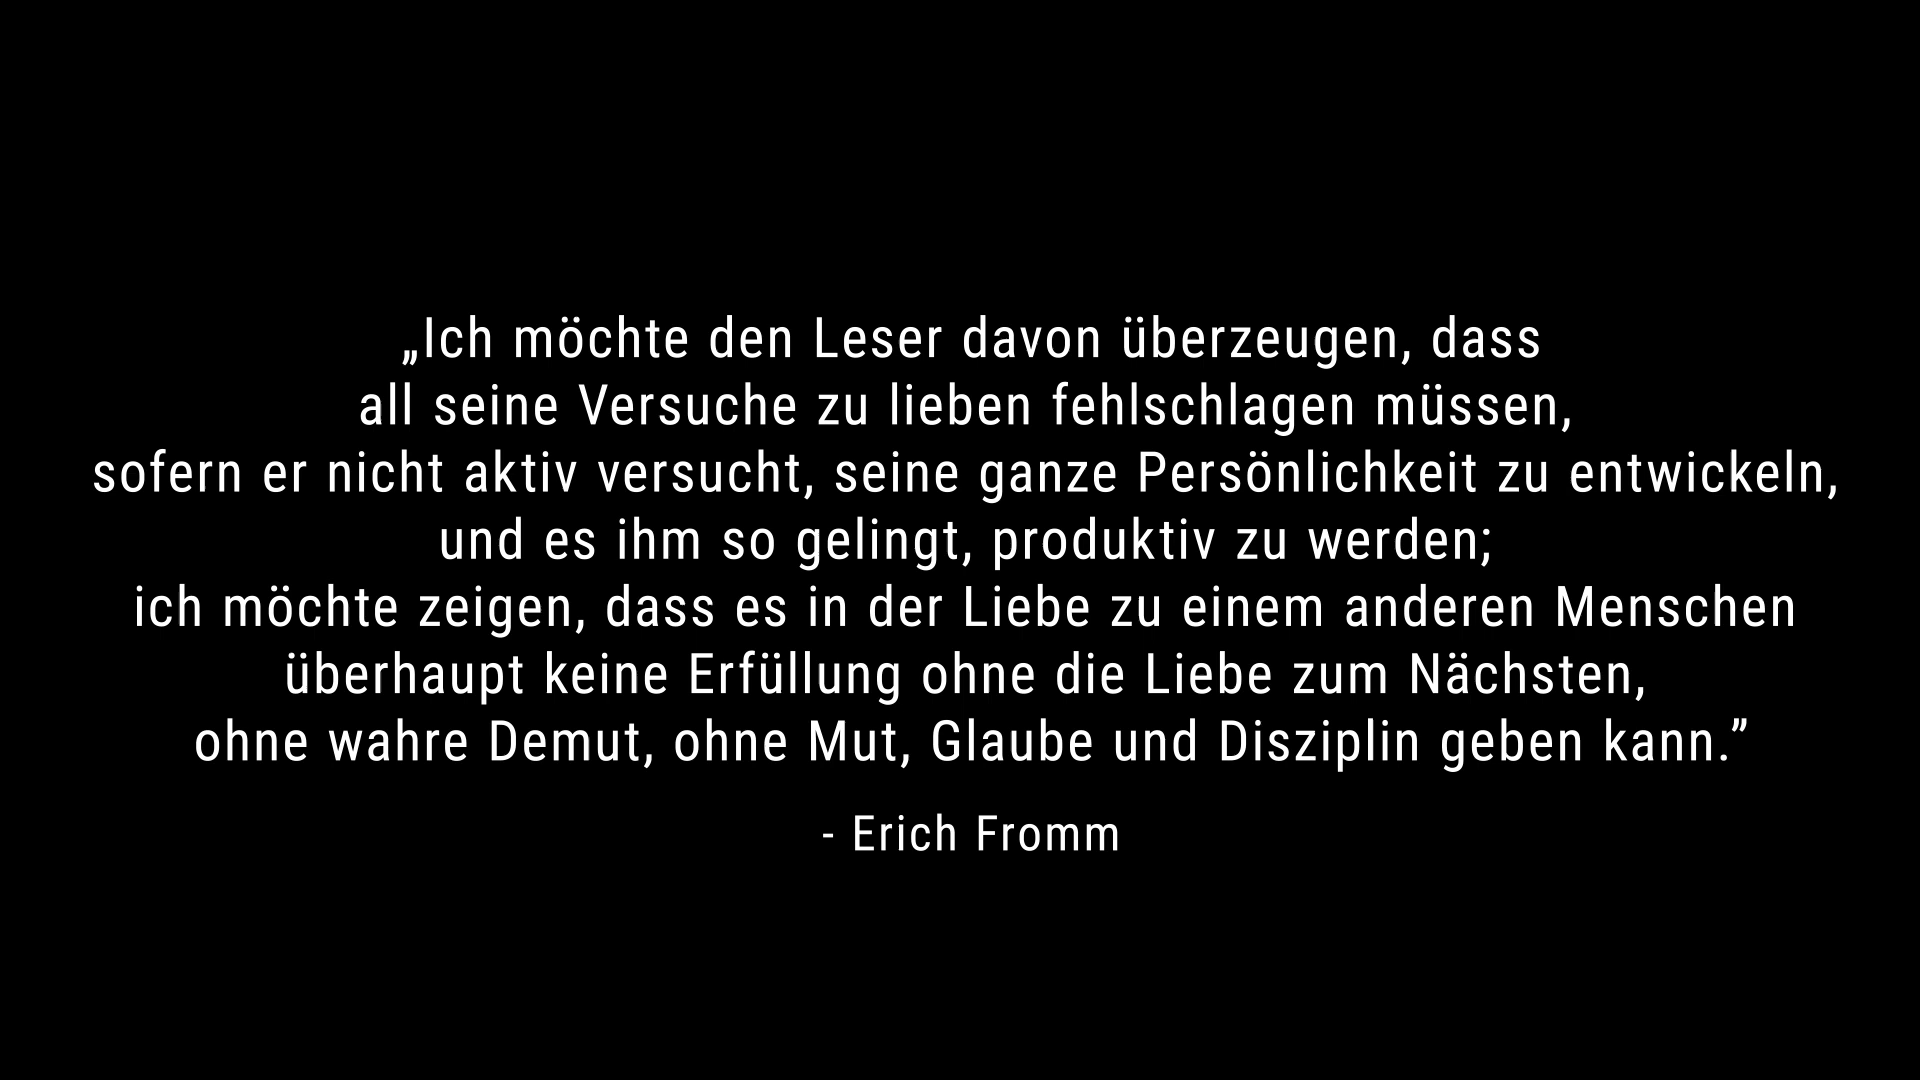 „Ich möchte den Leser davon überzeugen, dass
all seine Versuche zu lieben fehlschlagen müssen,
sofern er nicht aktiv versucht, seine ganze Persönlichkeit zu entwickeln,
und es ihm so gelingt, produktiv zu werden;
ich möchte zeigen, dass es in der Liebe zu einem anderen Menschen
überhaupt keine Erfüllung ohne die Liebe zum Nächsten,
ohne wahre Demut, ohne Mut, Glaube und Disziplin geben kann.”
- Erich Fromm